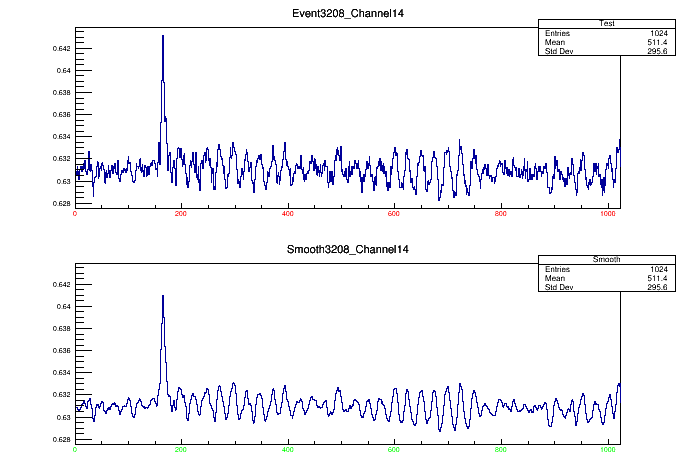 Event3208_Channel14
Test
Entries 1024
Mean 511.4
Std Dev 295.6
0.642
0.64
0.638
0.636
0.634
0.632
0.63
0.628
0 200 400 600 800 1000
Smooth3208_Channel14
Smooth
Entries 1024
Mean 511.4
Std Dev 295.6
0.642
0.64
0.638
0.636
0.634
0.632
0.63
0.628
0 200 400 600 800 1000